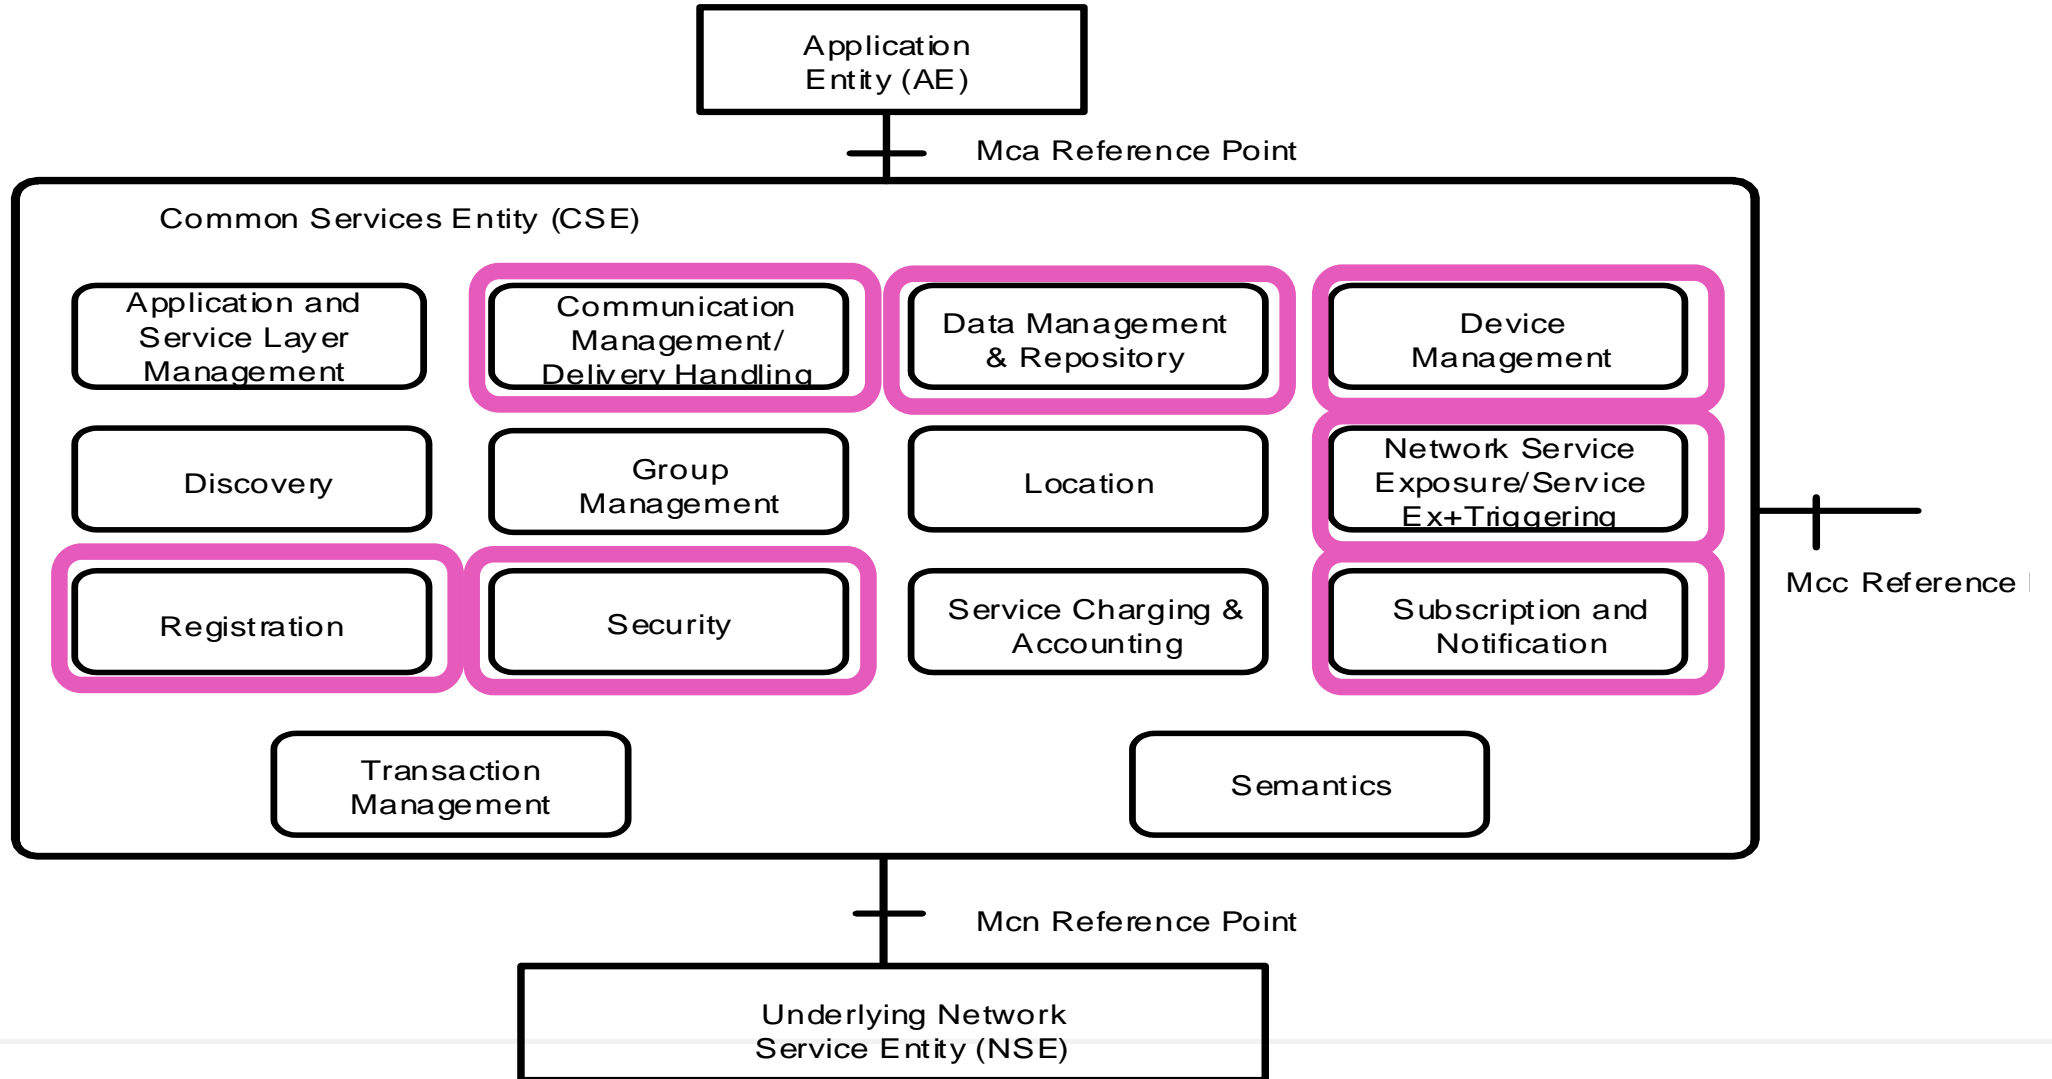 Application
Entity (AE)
Mca Reference Point
Common Services Entity (CSE)
Application and
Service Layer
Management
Communication
Management/
Delivery Handling
Data Management
& Repository
Device
Management
Discovery
Group
Management
Location
Network Service
Exposure/Service
Ex+Triggering
Mcc Reference
Registration
Security
Service Charging &
Accounting
Subscription and
Notification
Transaction
Management
Semantics
Mcn Reference Point
Underlying Network
Service Entity (NSE)